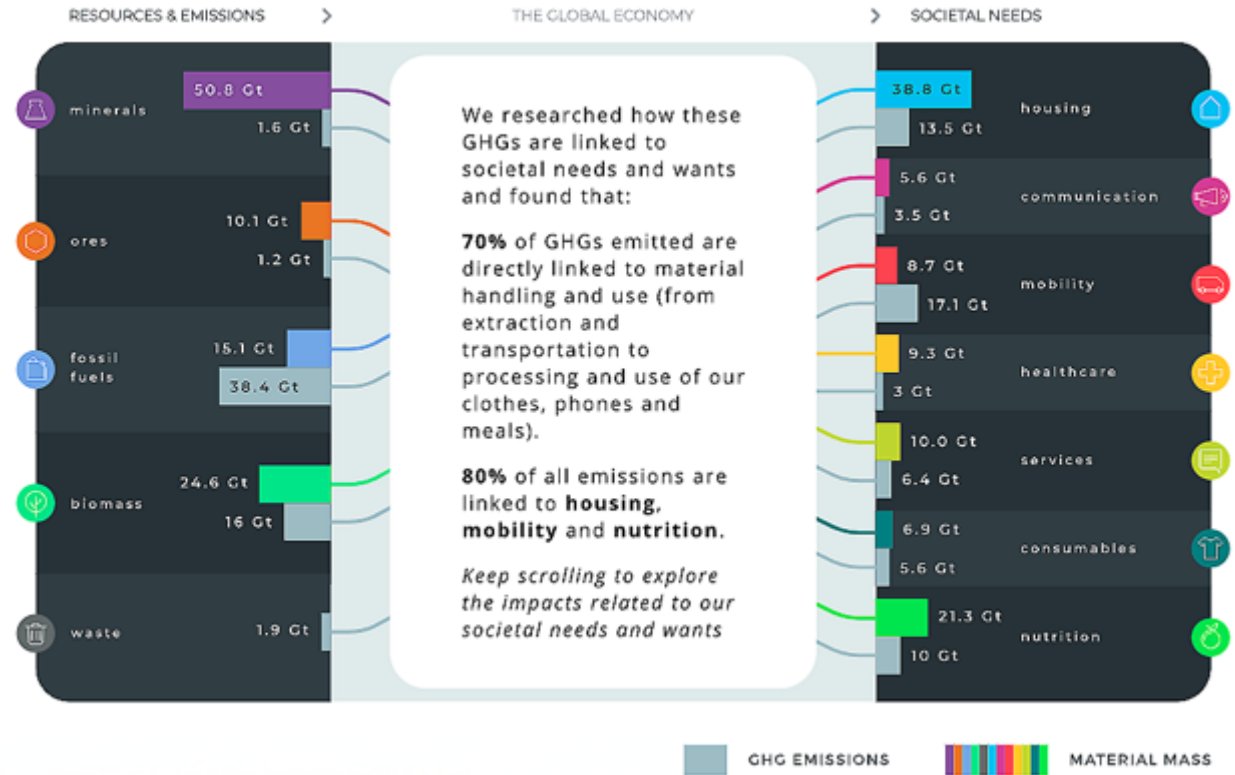 RESOURCES & EMISSIONS >
THE GLOBAL ECONOMY >
SOCIETAL NEEDS
minerals
50.8 Gt
1.6 Gt
ores
10.1 Gt
1.2 Gt
fossil
fuels
15.1 Gt
38.4 Gt
biomass
24.6 Gt
16 Gt
waste
1.9 Gt
We researched how these
GHGs are linked to
societal needs and wants
and found that:
70% of GHGs emitted are
directly linked to material
handling and use (from
extraction and
transportation to
processing and use of our
clothes, phones and
meals).
80% of all emissions are
linked to housing,
mobility and nutrition.
Keep scrolling to explore
the impacts related to our
societal needs and wants
38.8 Gt
13.5 Gt
housing
5.6 Gt
3.5 Gt
communication
8.7 Gt
17.1 Gt
mobility
9.3 Gt
3 Gt
healthcare
10.0 Gt
6.4 Gt
services
6.9 Gt
5.6 Gt
consumables
21.3 Gt
10 Gt
nutrition
GHG EMISSIONS
MATERIAL MASS